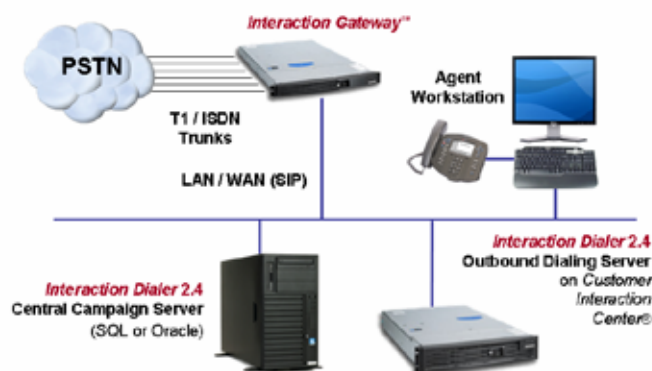 Interaction Gateway™
PSTN
T1 / ISDN
Trunks
Agent
Workstation
LAN / WAN (SIP)
Interaction Dialer 2.4
Central Campaign Server
(SQL or Oracle)
Interaction Dialer 2.4
Outbound Dialing Server
on Customer
Interaction
Center®